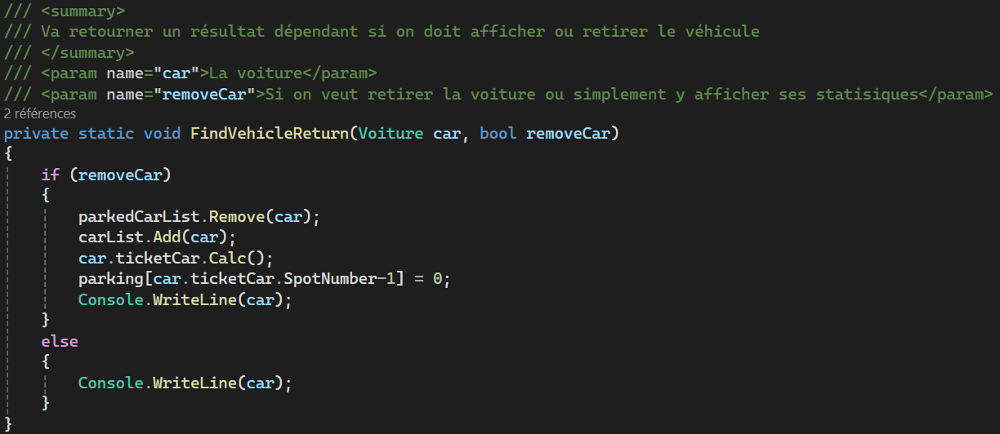 /// <summary>
/// Va retourner un résultat dépendant si on doit afficher ou retirer le véhicule
/// </summary>
/// <param name="car">La voiture</param>
/// <param name="removeCar">Si on veut retirer la voiture ou simplement y afficher ses statisiques</param>
2 références
private static void FindVehicleReturn(Voiture car, bool removeCar)
{
    if (removeCar)
    {
        parkedCarList.Remove(car);
        carList.Add(car);
        car.ticketCar.Calc();
        parking[car.ticketCar.SpotNumber-1] = 0;
        Console.WriteLine(car);
    }
    else
    {
        Console.WriteLine(car);
    }
}